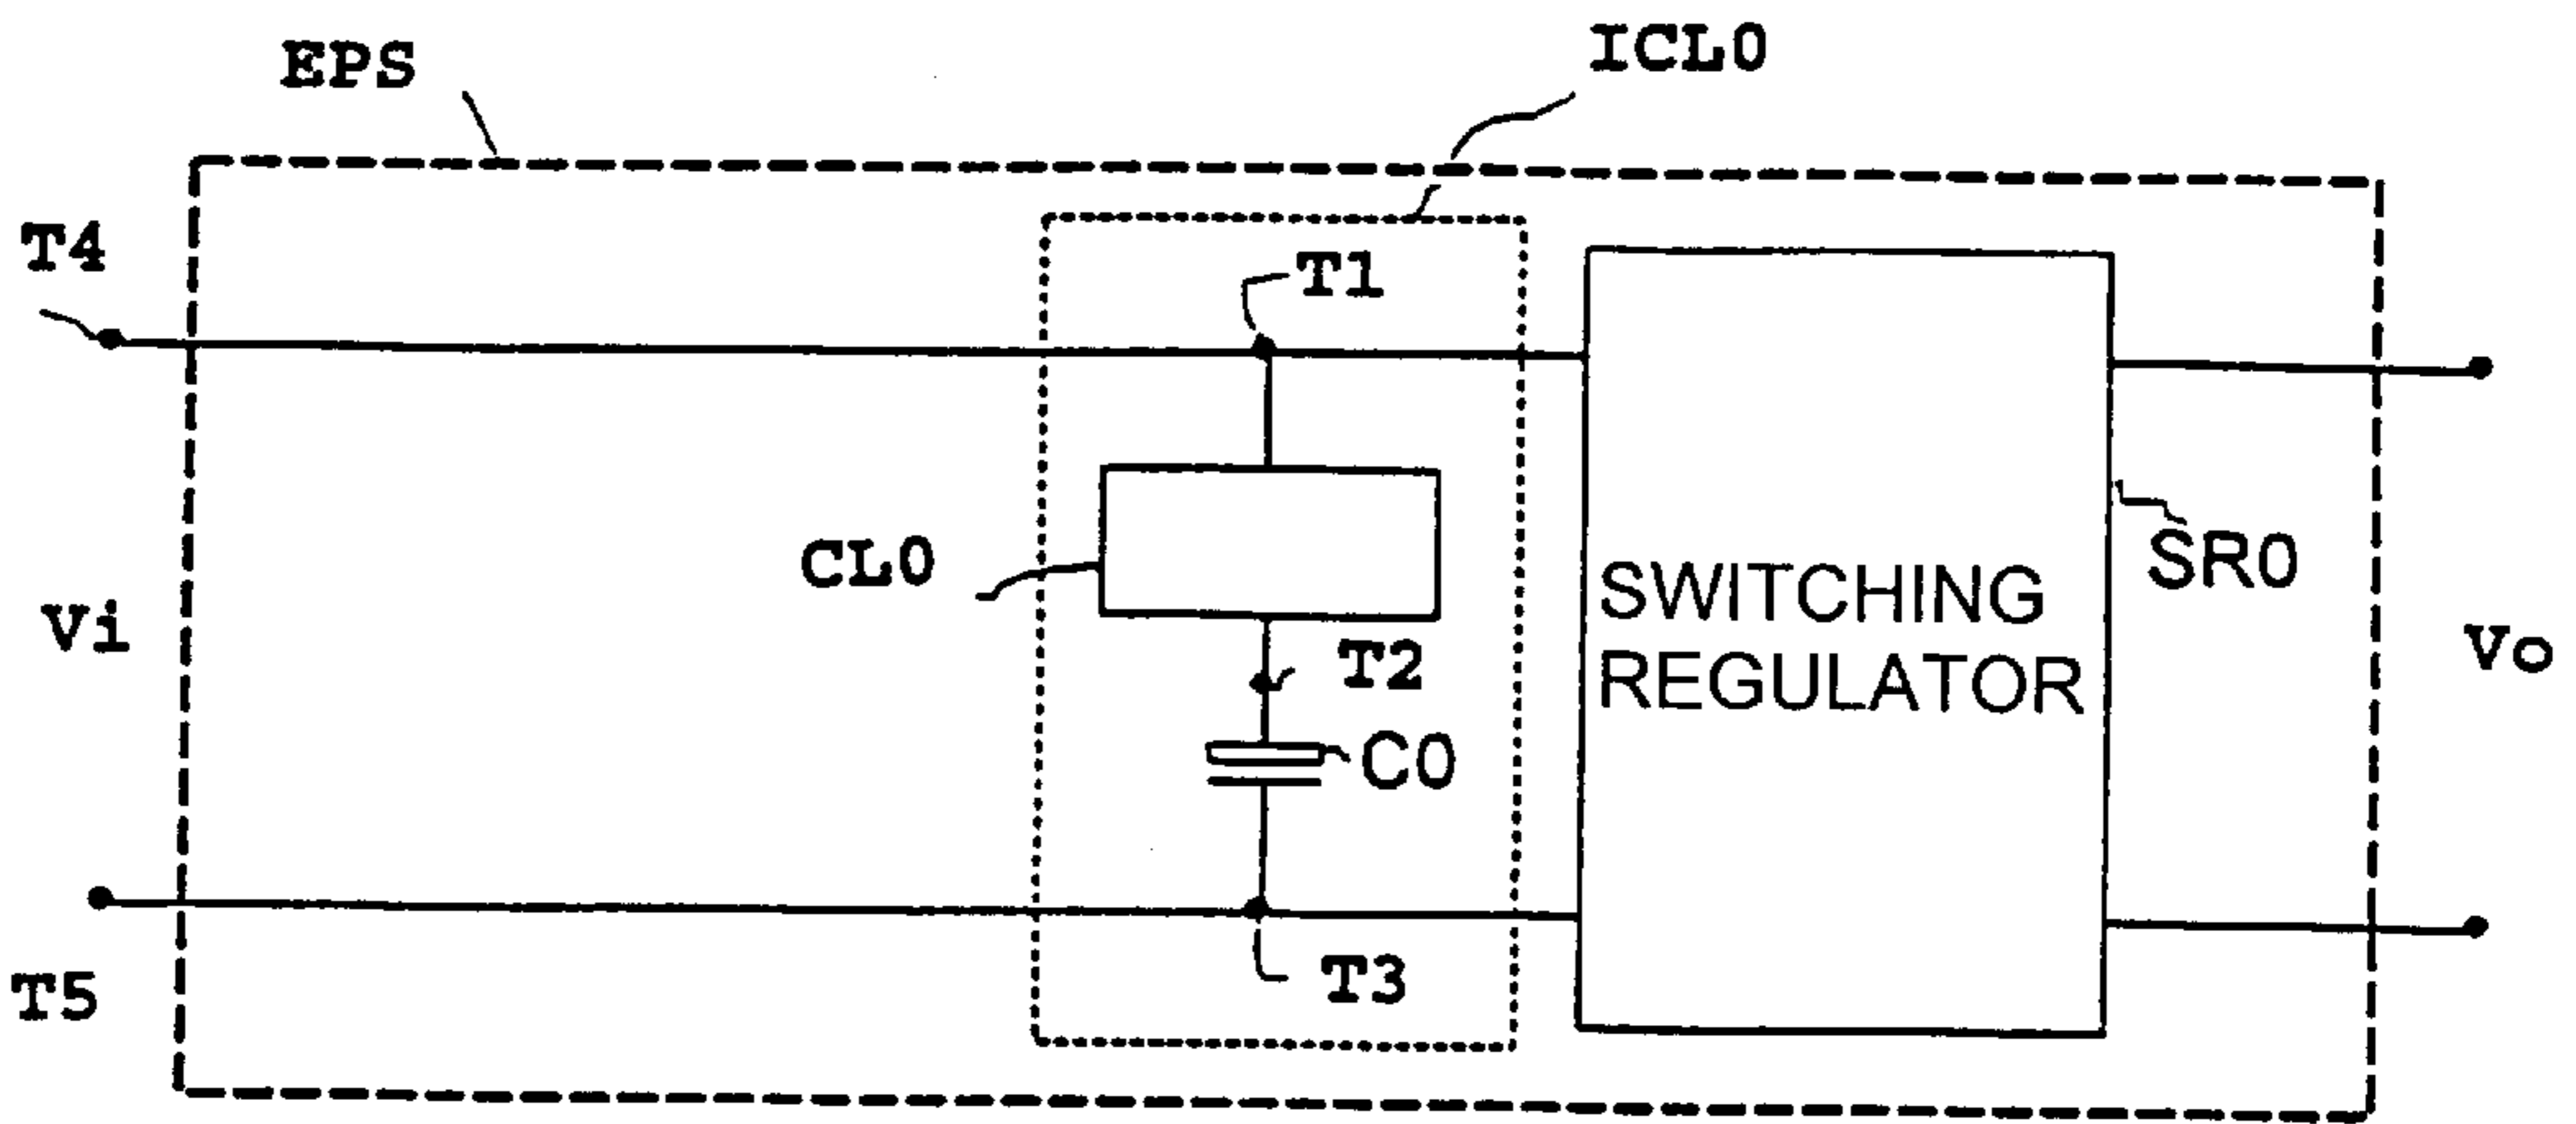 EPS
ICL0
T4
T1
CL0
SR0
Vi
SWITCHING
REGULATOR
T2
Vo
C0
T5
T3